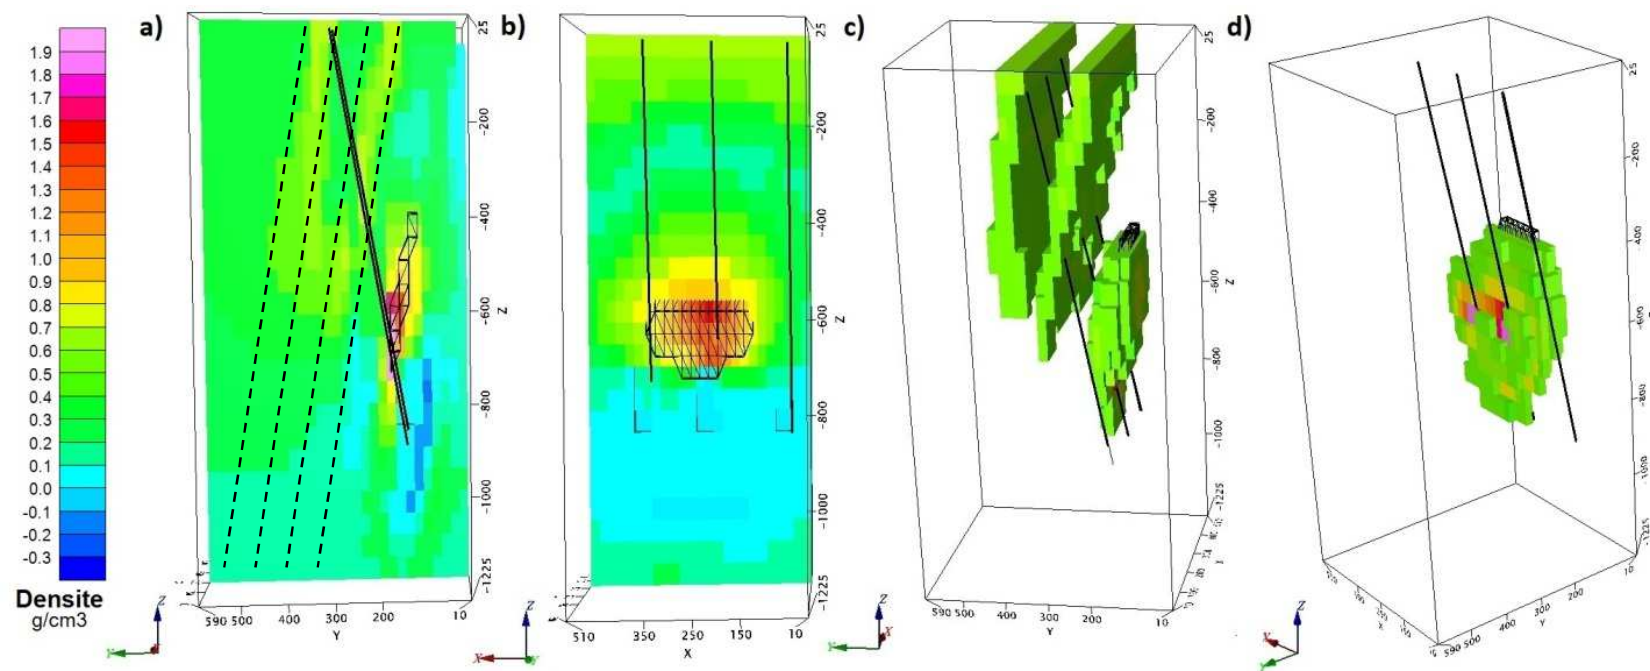 a)
b)
c)
d)
1.9
1.8
1.7
1.6
1.5
1.4
1.3
1.2
1.1
1.0
0.9
0.8
0.7
0.6
0.5
0.4
0.3
0.2
0.1
0.0
-0.1
-0.2
-0.3
Densite
g/cm3
25
-200
-400
Z
-600
-800
-1000
-1225
590 500 400 300 200 10
Y
Z
Y
25
-200
-400
Z
-600
-800
-1000
-1225
510 350 250 150 10
X
Z
X
Y
25
-200
-400
Z
-600
-800
-1000
-1225
590 500 400 300 200
Y
Z
X
Y
25
-200
-400
-600
-800
-1000
-1225
590 500 400 300 200 10
Y
X
Z
X
Y